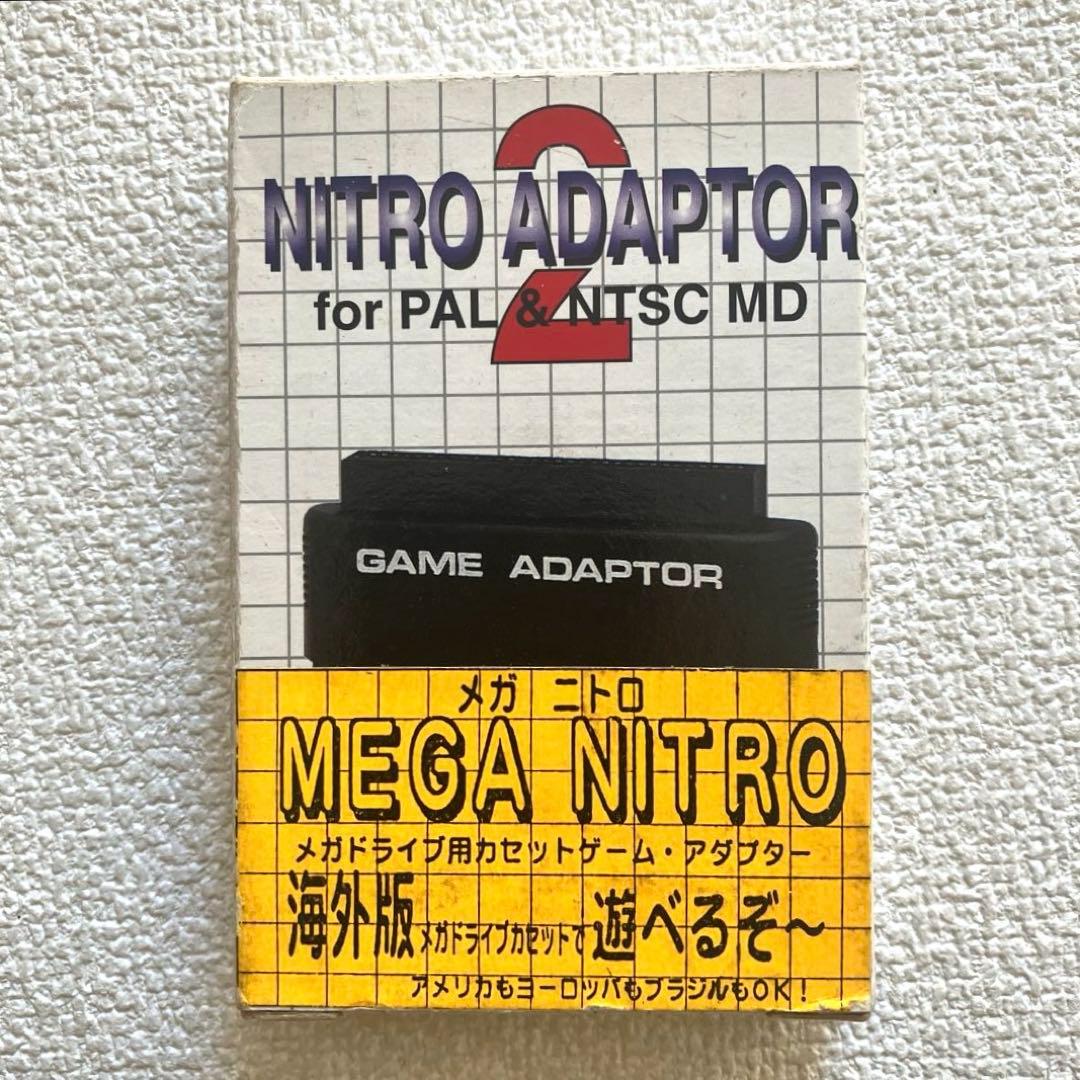 2
NITRO ADAPTOR
for PAL & NTSC MD
GAME ADAPTOR
メガ ニトロ
MEGA NITRO
メガドライブ用カセットゲーム・アダプター
海外版メガドライブカセットで遊べるぞ〜
アメリカもヨーロッパもブラジルもOK!